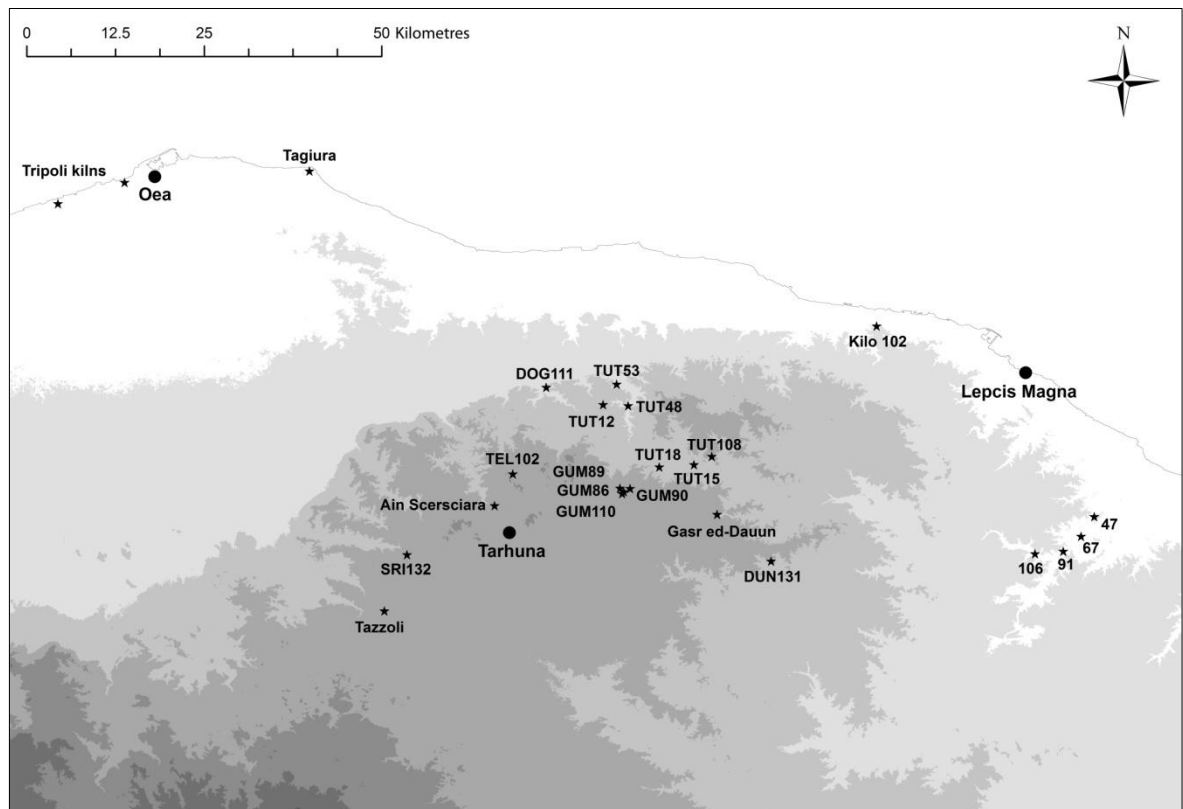 0 12.5 25 50 Kilometres
N
Tagiura
Tripoli kilns
Oea
Kilo 102
Lepcis Magna
DOG111
TUT53
TUT12
TUT48
TUT108
TUT18
TUT15
TEL102
GUM89
GUM86
GUM90
GUM110
Ain Scersciara
Gasr ed-Dauun
Tarhuna
SRI132
DUN131
Tazzoli
47
67
91
106